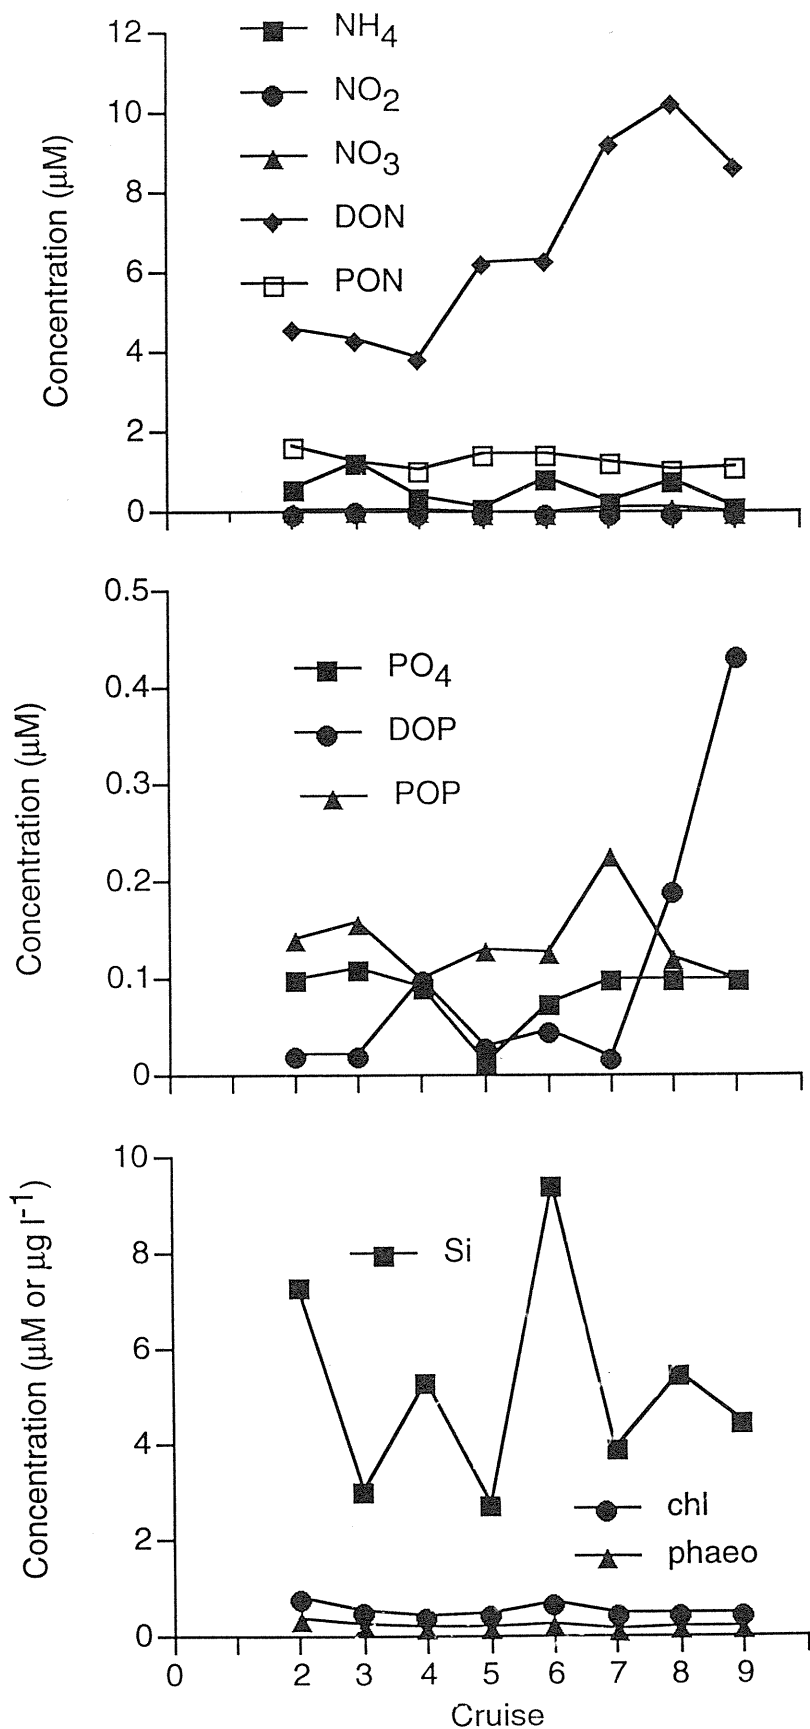 12
10
8
6
4
2
0
Concentration (µM)
NH4
NO2
NO3
DON
PON
0.5
0.4
0.3
0.2
0.1
0
Concentration (µM)
PO4
DOP
POP
10
8
6
4
2
0
Concentration (µM or µg l-1)
Si
chl
phaeo
0 2 3 4 5 6 7 8 9
Cruise